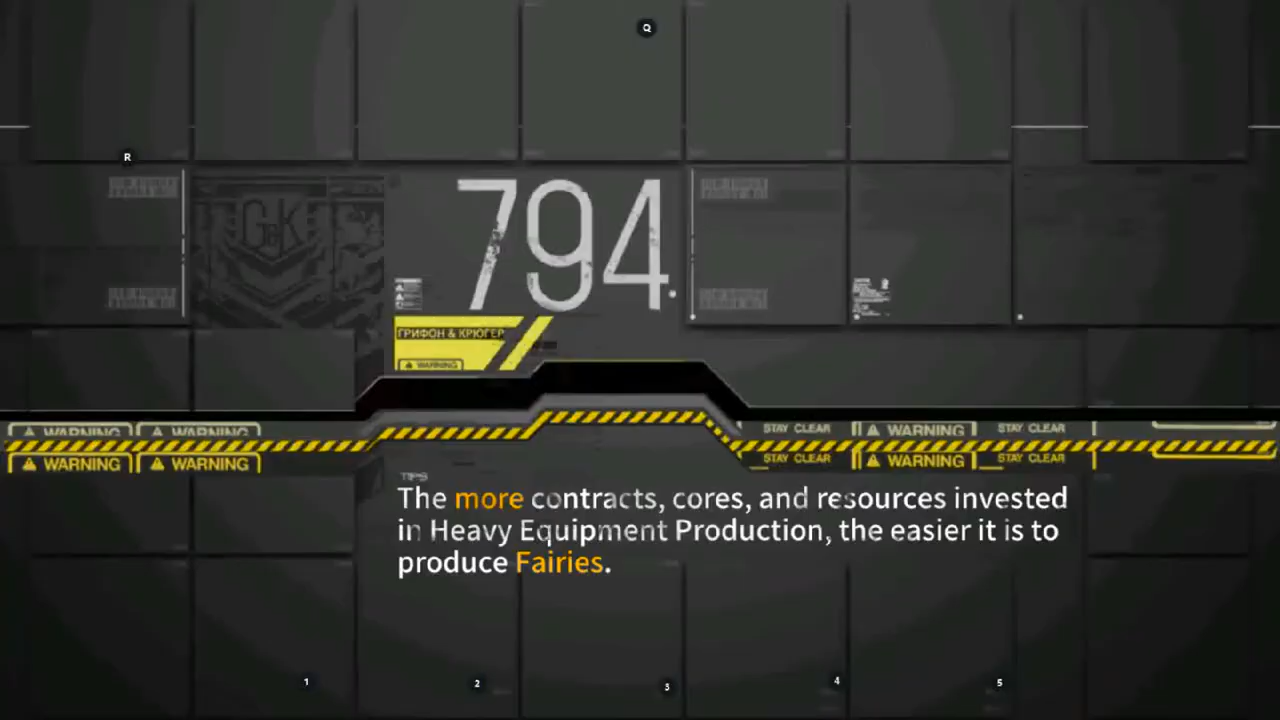 Q
R
G&K
794.
ГРИФОН & КРЮГЕР
WARNING
WARNING WARNING STAY CLEAR WARNING STAY CLEAR
WARNING WARNING STAY CLEAR WARNING STAY CLEAR
TIPS
The more contracts, cores, and resources invested
in Heavy Equipment Production, the easier it is to
produce Fairies.
1 2 3 4 5